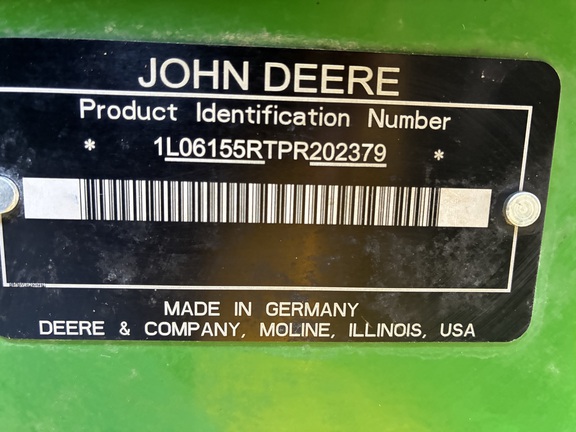 JOHN DEERE
Product Identification Number
* 1L06155RTPR202379 *
MADE IN GERMANY
DEERE & COMPANY, MOLINE, ILLINOIS, USA